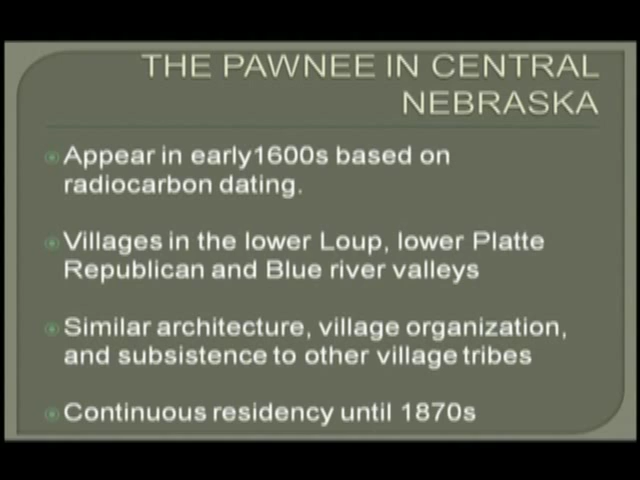 THE PAWNEE IN CENTRAL
NEBRASKA
Appear in early1600s based on
radiocarbon dating.
Villages in the lower Loup, lower Platte
Republican and Blue river valleys
Similar architecture, village organization,
and subsistence to other village tribes
Continuous residency until 1870s